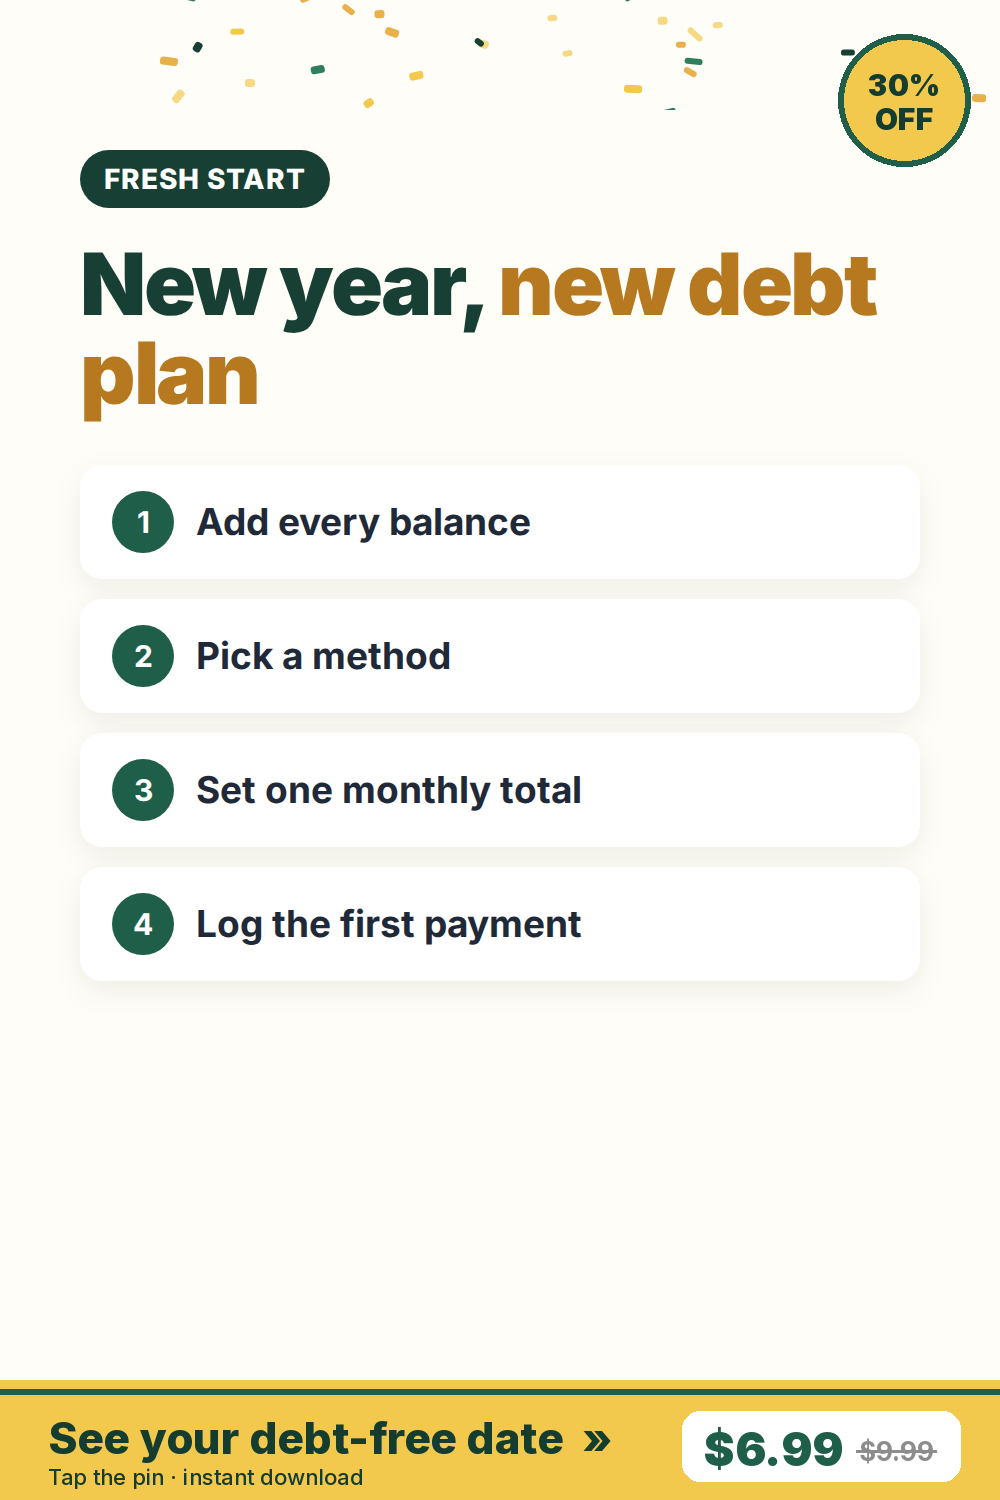 30%
OFF
FRESH START
New year, new debt
plan
1 Add every balance
2 Pick a method
3 Set one monthly total
4 Log the first payment
See your debt-free date »
Tap the pin · instant download
$6.99 $9.99